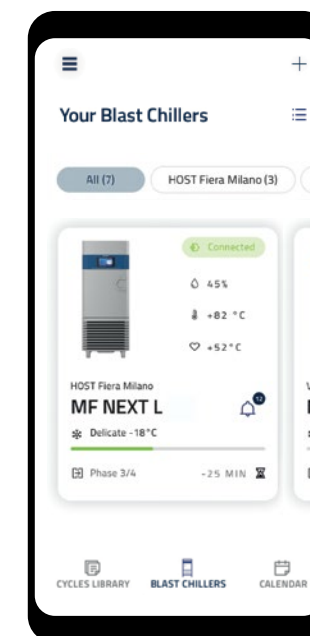 Your Blast Chillers
All (7)
HOST Fiera Milano (3)
Connected
45%
+82 °C
+52°C
HOST Fiera Milano
MF NEXT L
12
Delicate -18°C
Phase 3/4
-25 MIN
CYCLES LIBRARY
BLAST CHILLERS
CALENDAR